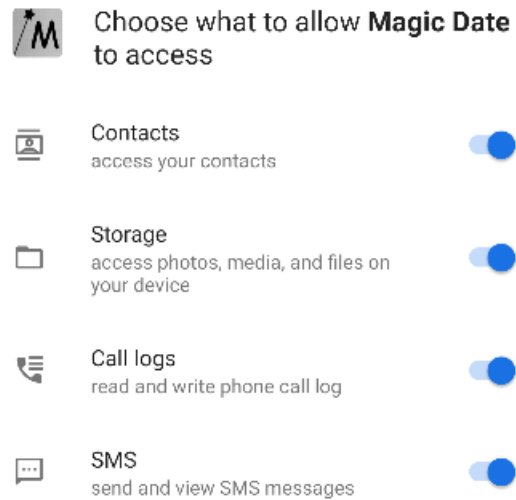 M
Choose what to allow Magic Date
to access
Contacts
access your contacts
Storage
access photos, media, and files on
your device
Call logs
read and write phone call log
SMS
send and view SMS messages